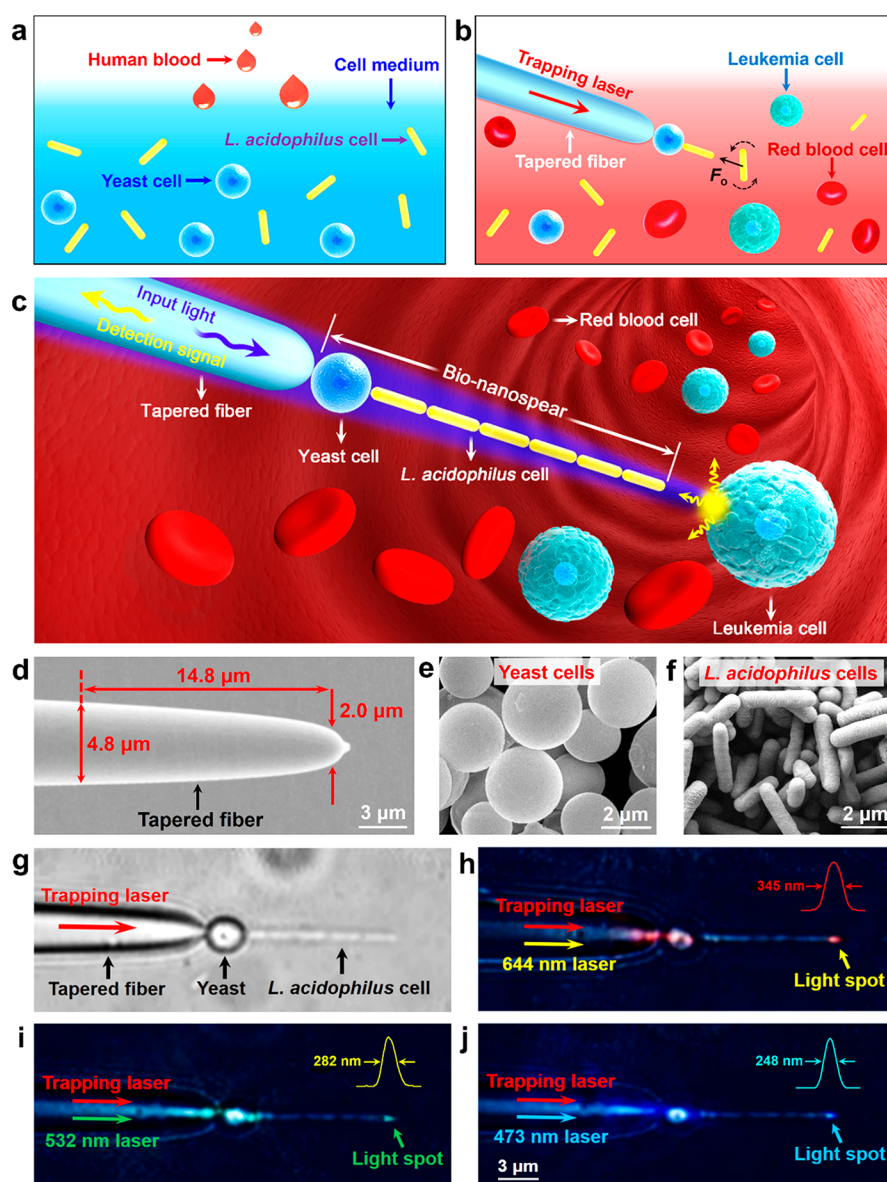 a
Human blood
Cell medium
L. acidophilus cell
Yeast cell
b
Trapping laser
Tapered fiber
Leukemia cell
Red blood cell
Fo
c
Input light
Detection signal
Tapered fiber
Yeast cell
Bio-nanospear
L. acidophilus cell
Red blood cell
Leukemia cell
d
14.8 μm
2.0 μm
4.8 μm
Tapered fiber
3 μm
e
Yeast cells
2 μm
f
L. acidophilus cells
2 μm
g
Trapping laser
Tapered fiber
Yeast
L. acidophilus cell
h
345 nm
Trapping laser
644 nm laser
Light spot
i
282 nm
Trapping laser
532 nm laser
Light spot
j
248 nm
Trapping laser
473 nm laser
Light spot
3 μm